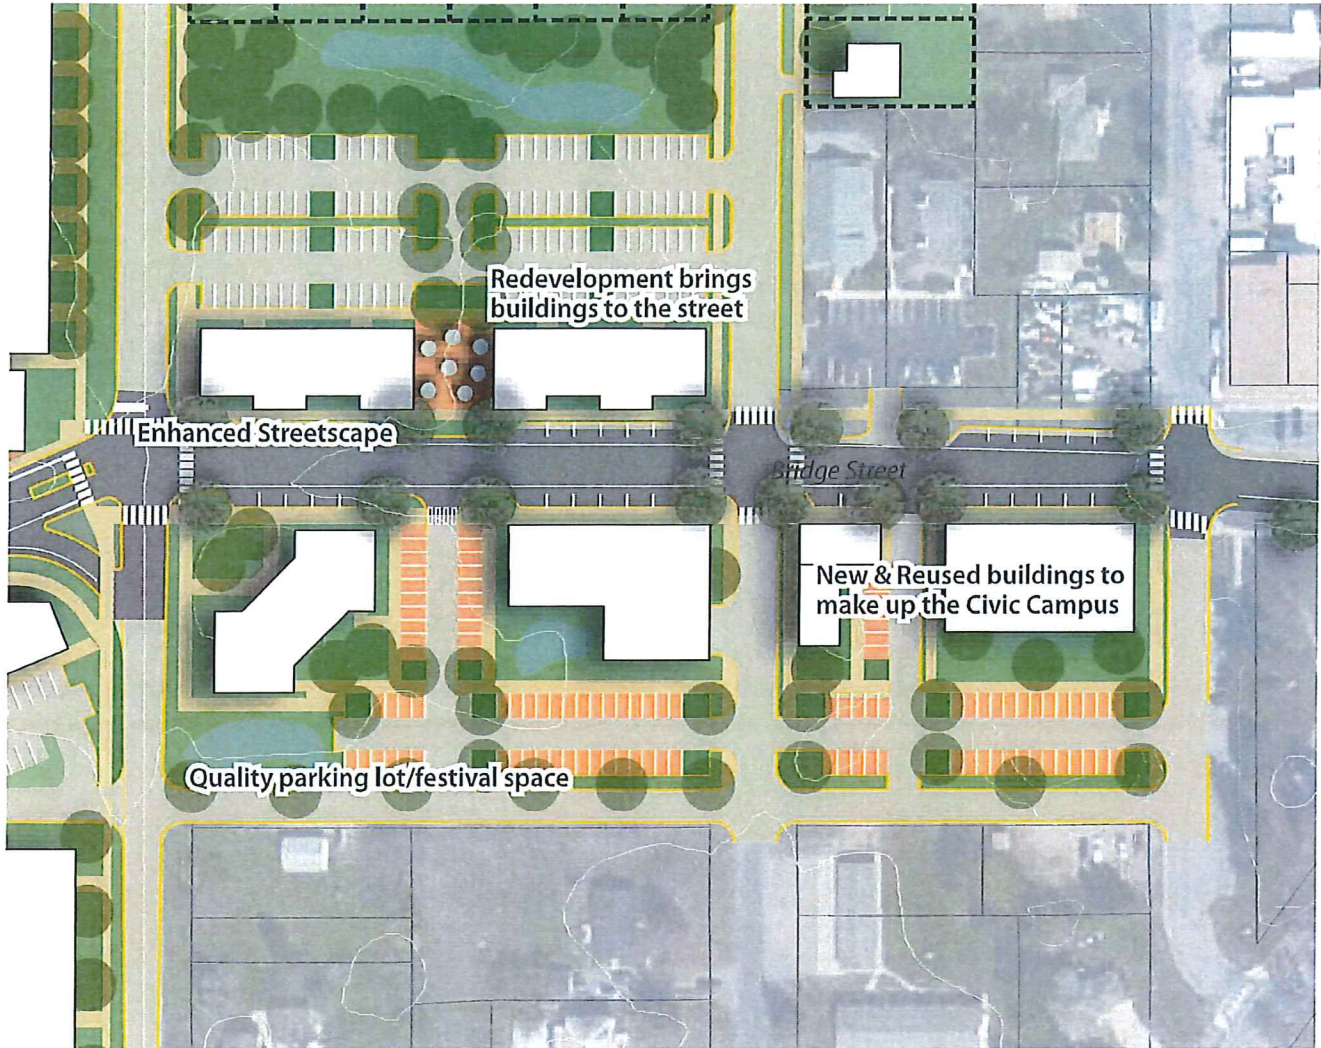 Redevelopment brings
buildings to the street
Enhanced Streetscape
Bridge Street
New & Reused buildings to
make up the Civic Campus
Quality parking lot/festival space